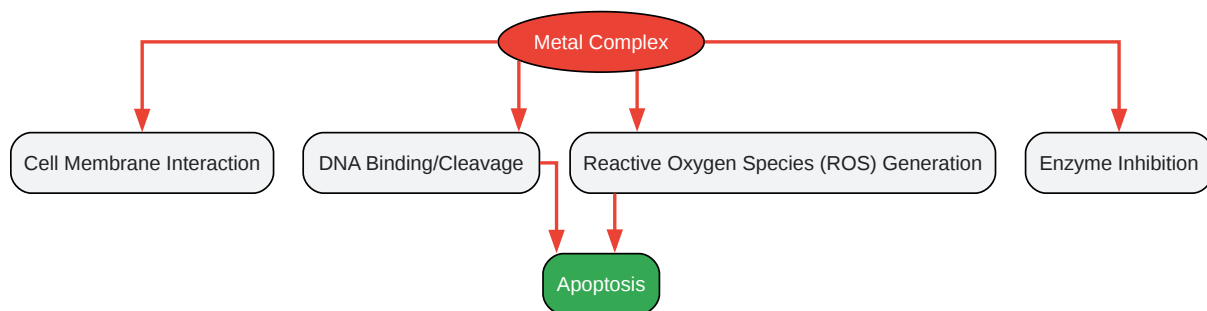 Metal Complex
Cell Membrane Interaction
DNA Binding/Cleavage
Reactive Oxygen Species (ROS) Generation
Enzyme Inhibition
Apoptosis